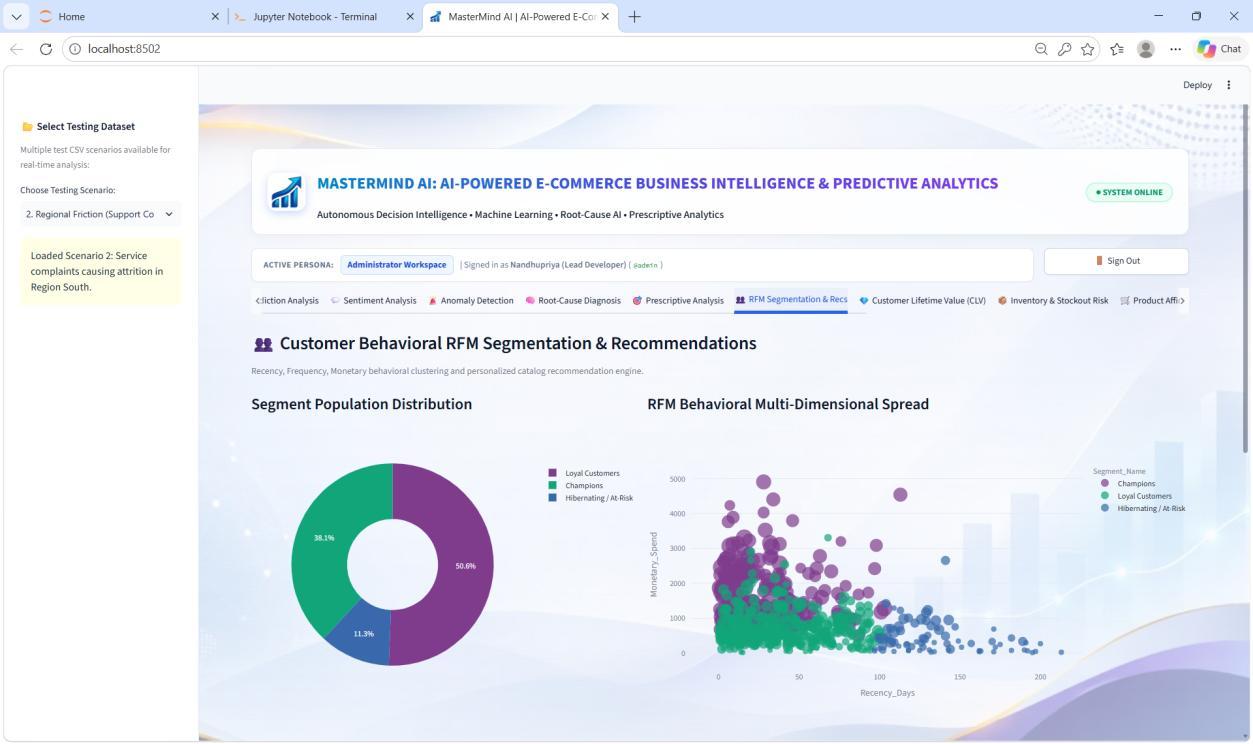 Home
Jupyter Notebook - Terminal
MasterMind AI | AI-Powered E-Cor
localhost:8502
Chat
Deploy
Select Testing Dataset
Multiple test CSV scenarios available for
real-time analysis:
Choose Testing Scenario:
2. Regional Friction (Support Co
Loaded Scenario 2: Service
complaints causing attrition in
Region South.
MASTERMIND AI: AI-POWERED E-COMMERCE BUSINESS INTELLIGENCE & PREDICTIVE ANALYTICS
Autonomous Decision Intelligence • Machine Learning • Root-Cause AI • Prescriptive Analytics
SYSTEM ONLINE
ACTIVE PERSONA: Administrator Workspace | Signed in as Nandhupriya (Lead Developer) ( @admin )
Sign Out
iction Analysis Sentiment Analysis Anomaly Detection Root-Cause Diagnosis Prescriptive Analysis RFM Segmentation & Recs Customer Lifetime Value (CLV) Inventory & Stockout Risk Product Affi
Customer Behavioral RFM Segmentation & Recommendations
Recency, Frequency, Monetary behavioral clustering and personalized catalog recommendation engine.
Segment Population Distribution
38.1%
50.6%
11.3%
Loyal Customers
Champions
Hibernating / At-Risk
RFM Behavioral Multi-Dimensional Spread
Monetary_Spend
5000
4000
3000
2000
1000
0
0 50 100 150 200
Recency_Days
Segment_Name
Champions
Loyal Customers
Hibernating / At-Risk